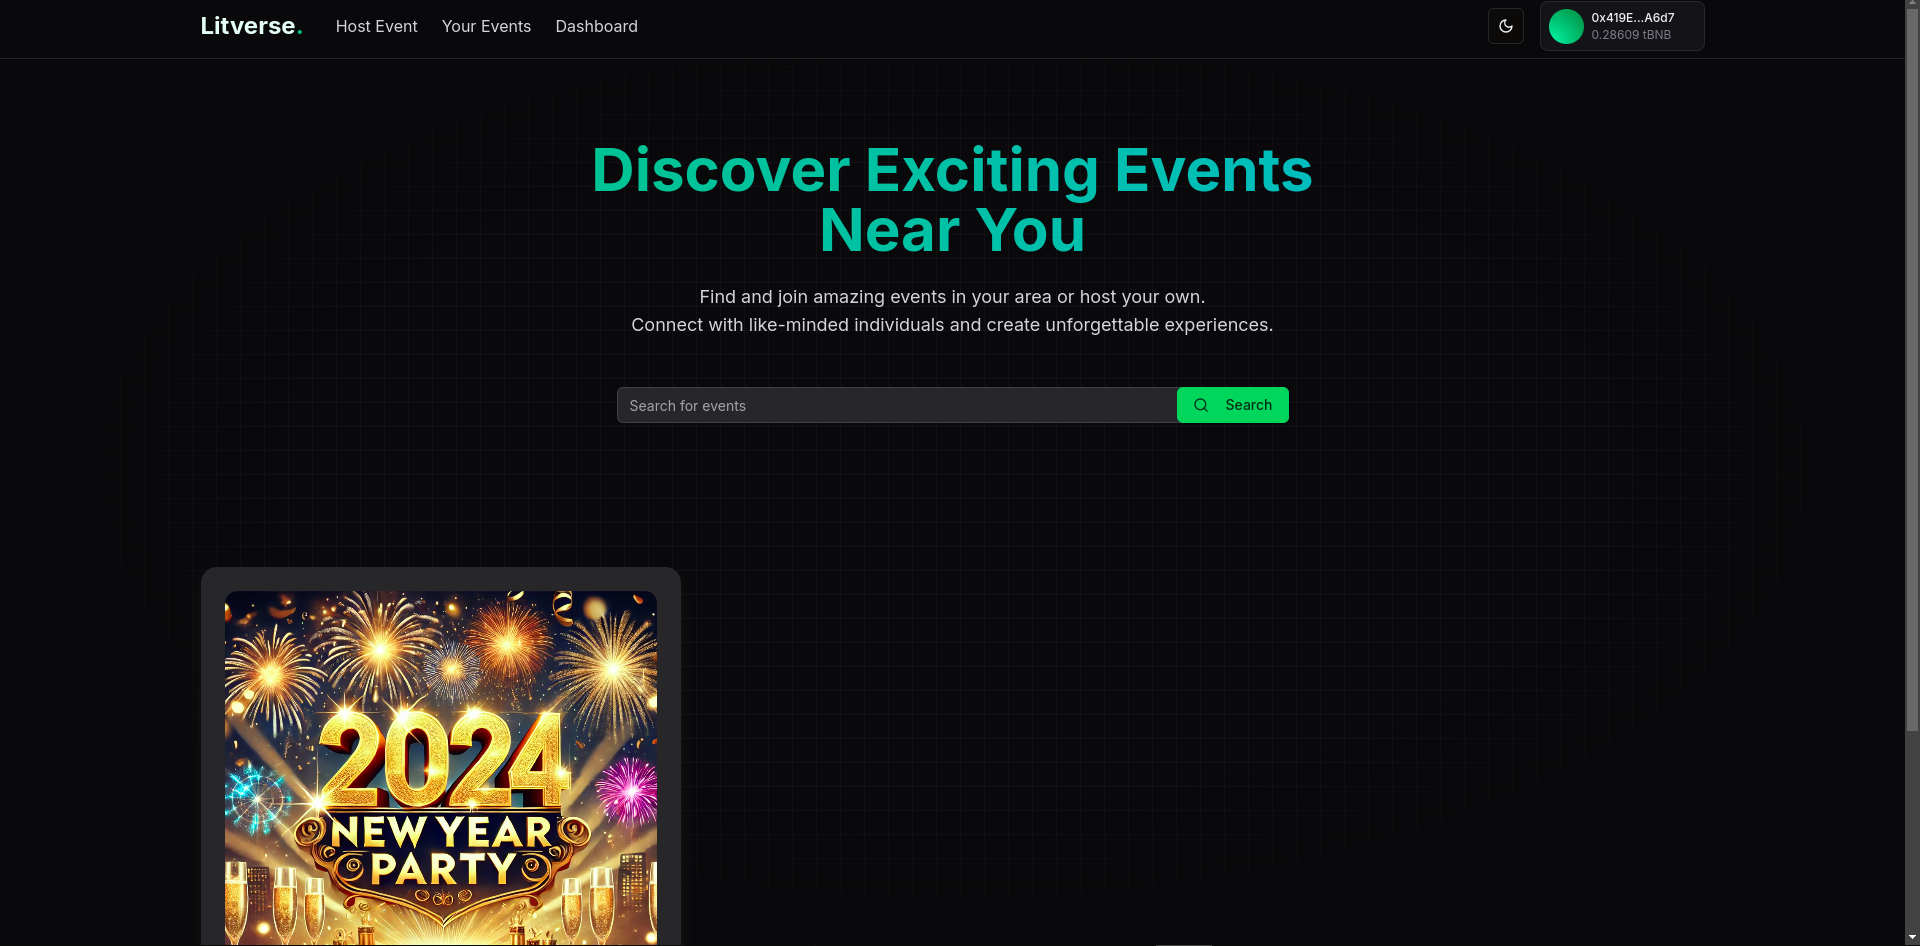 Litverse.
Host Event
Your Events
Dashboard
0x419E...A6d7
0.28609 tBNB
Discover Exciting Events
Near You
Find and join amazing events in your area or host your own.
Connect with like-minded individuals and create unforgettable experiences.
Search for events
Search
2024
NEW YEAR
PARTY